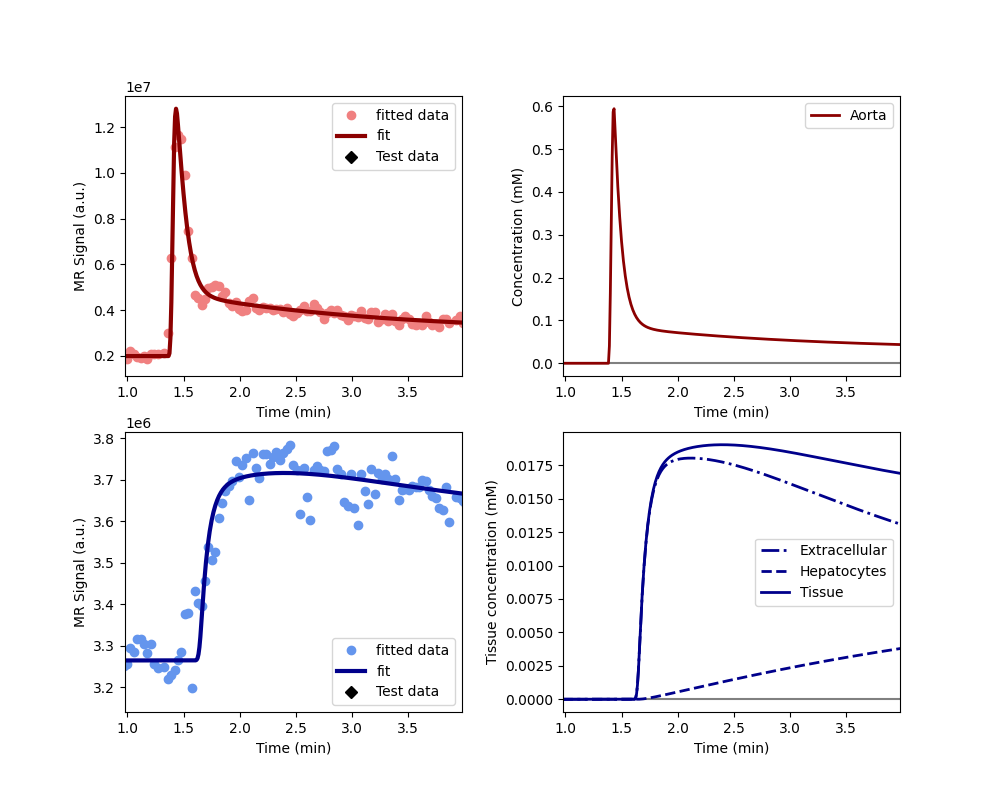 1e7
MR Signal (a.u.)
1.2
1.0
0.8
0.6
0.4
0.2
fitted data
fit
Test data
1.0 1.5 2.0 2.5 3.0 3.5
Time (min)
Concentration (mM)
0.6
0.5
0.4
0.3
0.2
0.1
0.0
Aorta
1.0 1.5 2.0 2.5 3.0 3.5
Time (min)
1e6
MR Signal (a.u.)
3.8
3.7
3.6
3.5
3.4
3.3
3.2
fitted data
fit
Test data
1.0 1.5 2.0 2.5 3.0 3.5
Time (min)
Tissue concentration (mM)
0.0175
0.0150
0.0125
0.0100
0.0075
0.0050
0.0025
0.0000
Extracellular
Hepatocytes
Tissue
1.0 1.5 2.0 2.5 3.0 3.5
Time (min)